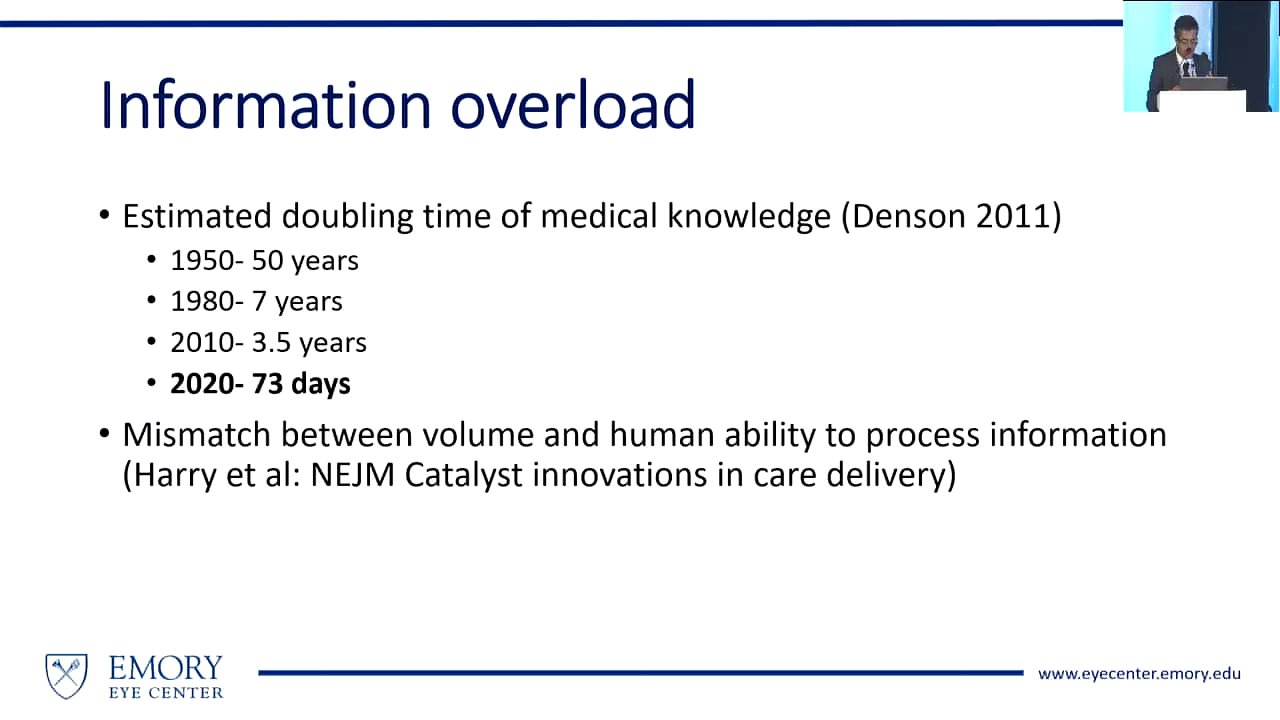 Information overload
• Estimated doubling time of medical knowledge (Denson 2011)
• 1950- 50 years
• 1980- 7 years
• 2010- 3.5 years
• 2020- 73 days
• Mismatch between volume and human ability to process information
(Harry et al: NEJM Catalyst innovations in care delivery)
EMORY
EYE CENTER
www.eyecenter.emory.edu